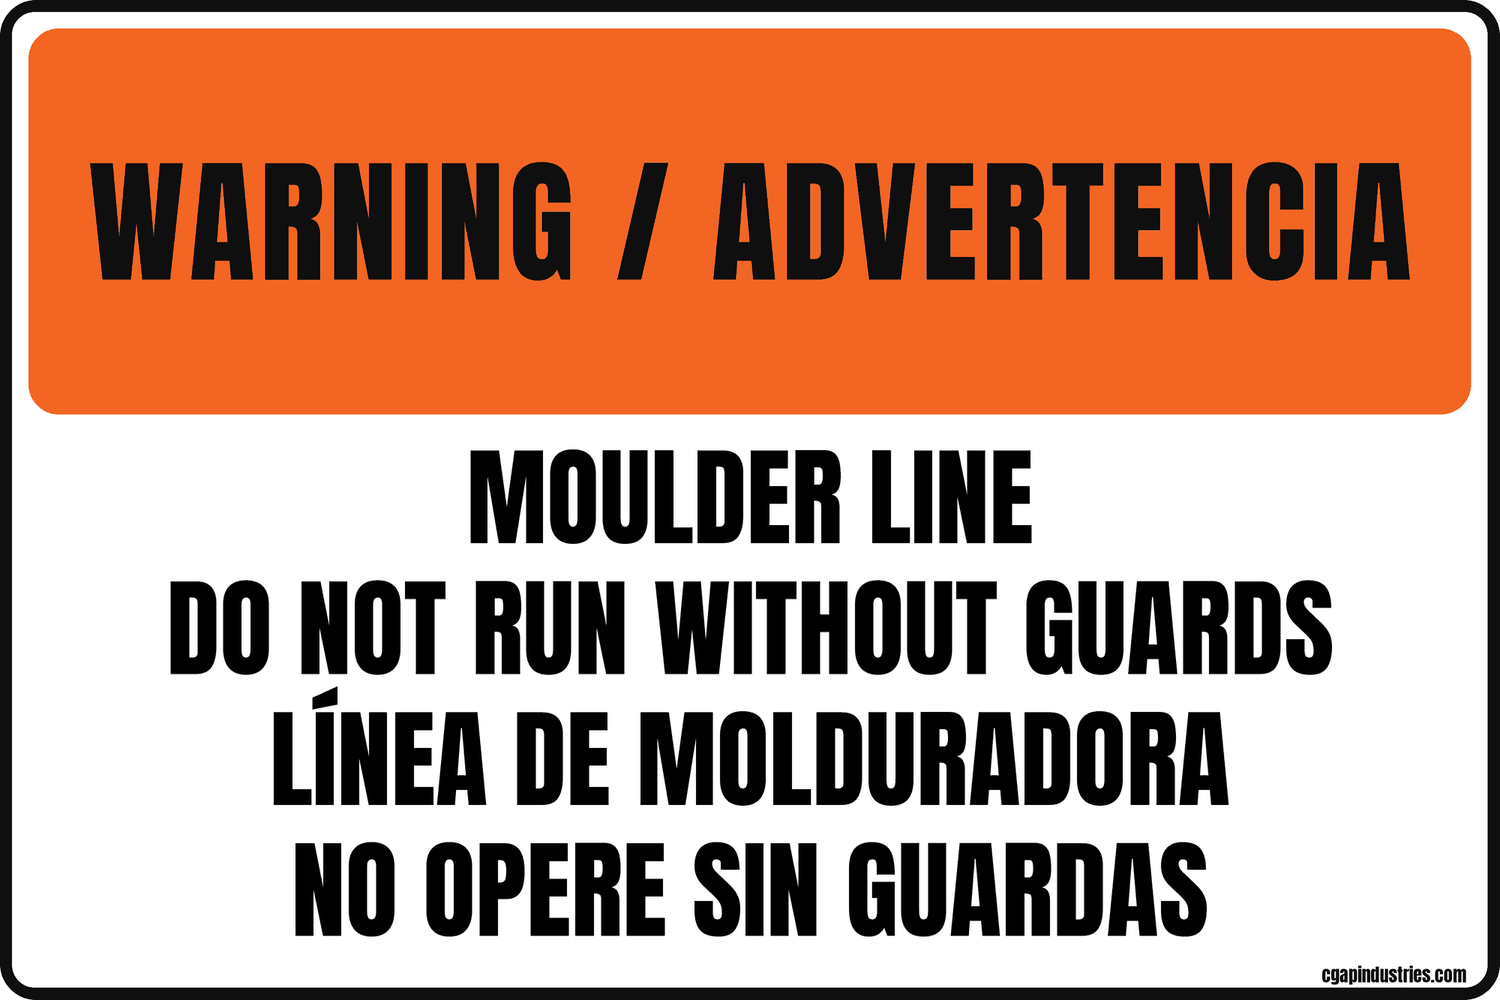 WARNING / ADVERTENCIA
MOULDER LINE
DO NOT RUN WITHOUT GUARDS
LÍNEA DE MOLDURADORA
NO OPERE SIN GUARDAS
cgapindustries.com